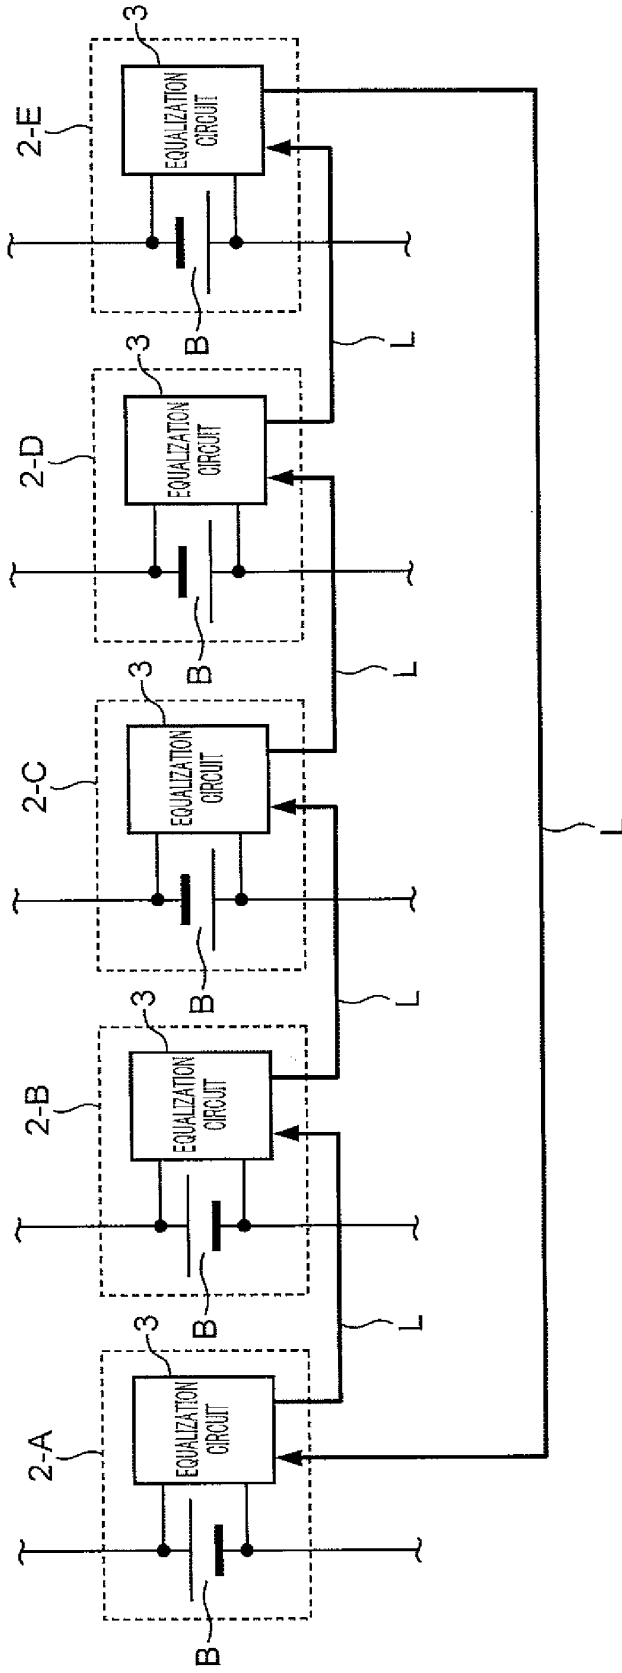 2-A
3
EQUALIZATION
CIRCUIT
B
L
2-B
3
EQUALIZATION
CIRCUIT
B
L
2-C
3
EQUALIZATION
CIRCUIT
B
L
2-D
3
EQUALIZATION
CIRCUIT
B
L
2-E
3
EQUALIZATION
CIRCUIT
B
L